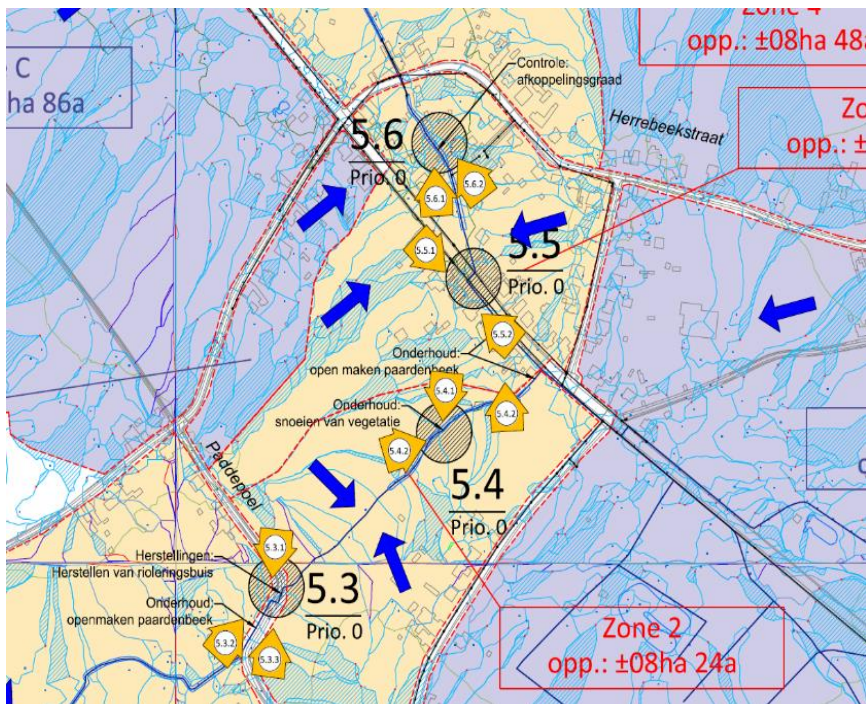 Zone 4
opp.: ±08ha 48a
C
ha 86a
Controle:
afkoppelingsgraad
Herrebeekstraat
5.6
Prio. 0
5.6.1
5.6.2
5.5.1
5.5
Prio. 0
5.5.2
Onderhoud:
open maken paardenbeek
5.4.1
Onderhoud:
snoeien van vegetatie
5.4.2
5.4.2
5.4
Prio. 0
Paddepoel
Herstellingen:
Herstellen van rioleringsbuis
5.3.1
5.3
Prio. 0
Onderhoud:
openmaken paardenbeek
5.3.2
5.3.3
Zone 2
opp.: ±08ha 24a